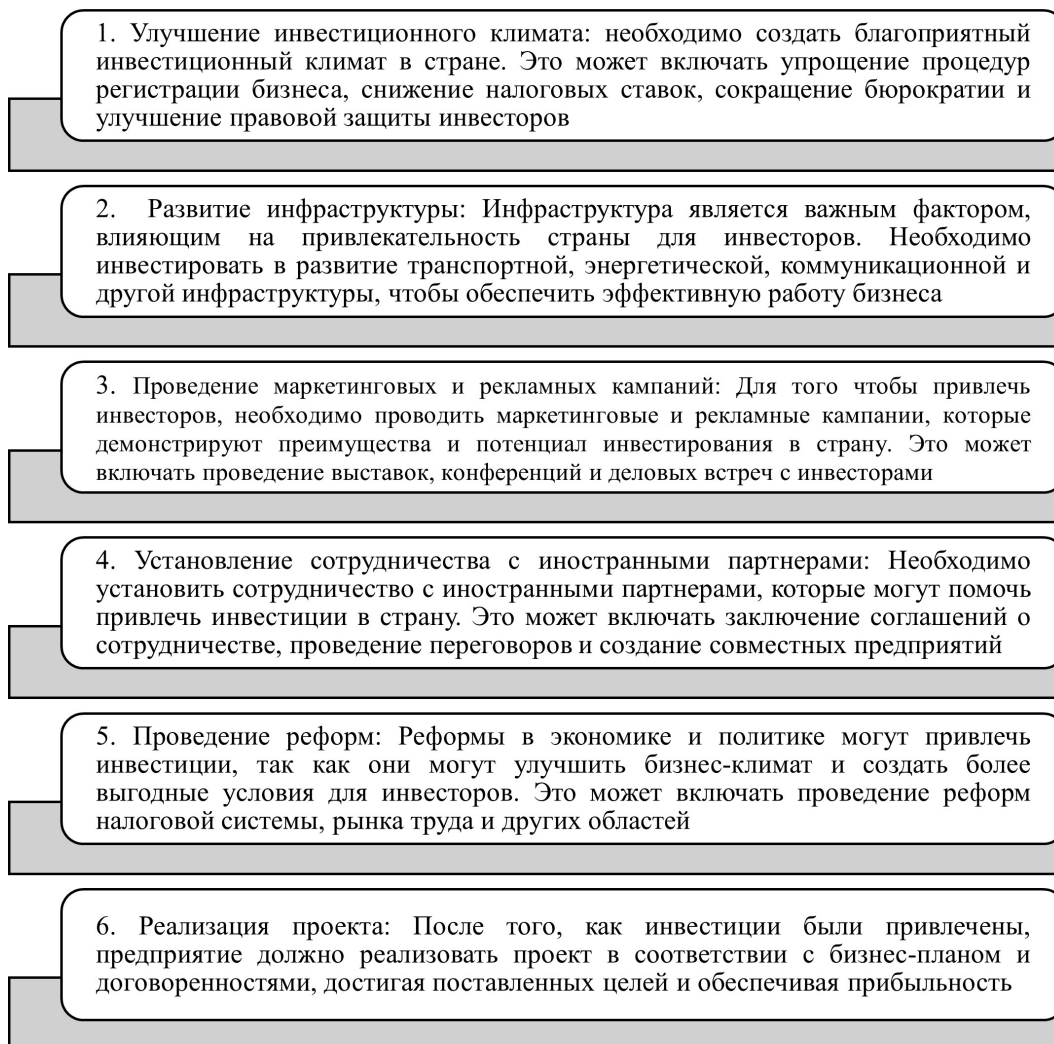 1. Улучшение инвестиционного климата: необходимо создать благоприятный
инвестиционный климат в стране. Это может включать упрощение процедур
регистрации бизнеса, снижение налоговых ставок, сокращение бюрократии и
улучшение правовой защиты инвесторов
2. Развитие инфраструктуры: Инфраструктура является важным фактором,
влияющим на привлекательность страны для инвесторов. Необходимо
инвестировать в развитие транспортной, энергетической, коммуникационной и
другой инфраструктуры, чтобы обеспечить эффективную работу бизнеса
3. Проведение маркетинговых и рекламных кампаний: Для того чтобы привлечь
инвесторов, необходимо проводить маркетинговые и рекламные кампании, которые
демонстрируют преимущества и потенциал инвестирования в страну. Это может
включать проведение выставок, конференций и деловых встреч с инвесторами
4. Установление сотрудничества с иностранными партнерами: Необходимо
установить сотрудничество с иностранными партнерами, которые могут помочь
привлечь инвестиции в страну. Это может включать заключение соглашений о
сотрудничестве, проведение переговоров и создание совместных предприятий
5. Проведение реформ: Реформы в экономике и политике могут привлечь
инвестиции, так как они могут улучшить бизнес-климат и создать более
выгодные условия для инвесторов. Это может включать проведение реформ
налоговой системы, рынка труда и других областей
6. Реализация проекта: После того, как инвестиции были привлечены,
предприятие должно реализовать проект в соответствии с бизнес-планом и
договоренностями, достигая поставленных целей и обеспечивая прибыльность